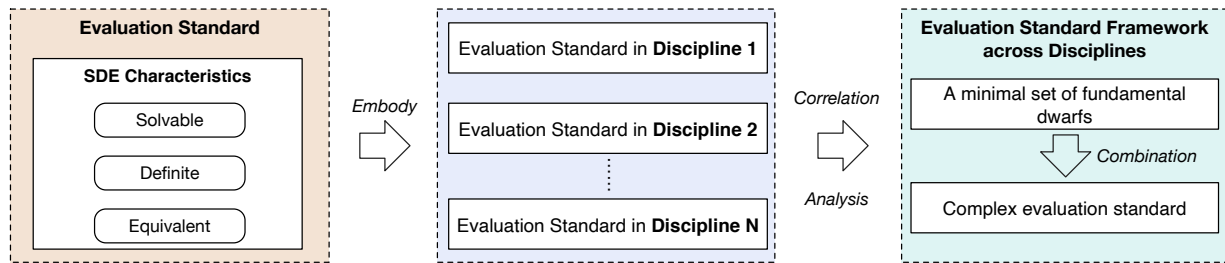 Evaluation Standard
SDE Characteristics
Solvable
Definite
Equivalent
Embody
Evaluation Standard in Discipline 1
Evaluation Standard in Discipline 2
Evaluation Standard in Discipline N
Correlation
Analysis
Evaluation Standard Framework
across Disciplines
A minimal set of fundamental
dwarfs
Combination
Complex evaluation standard